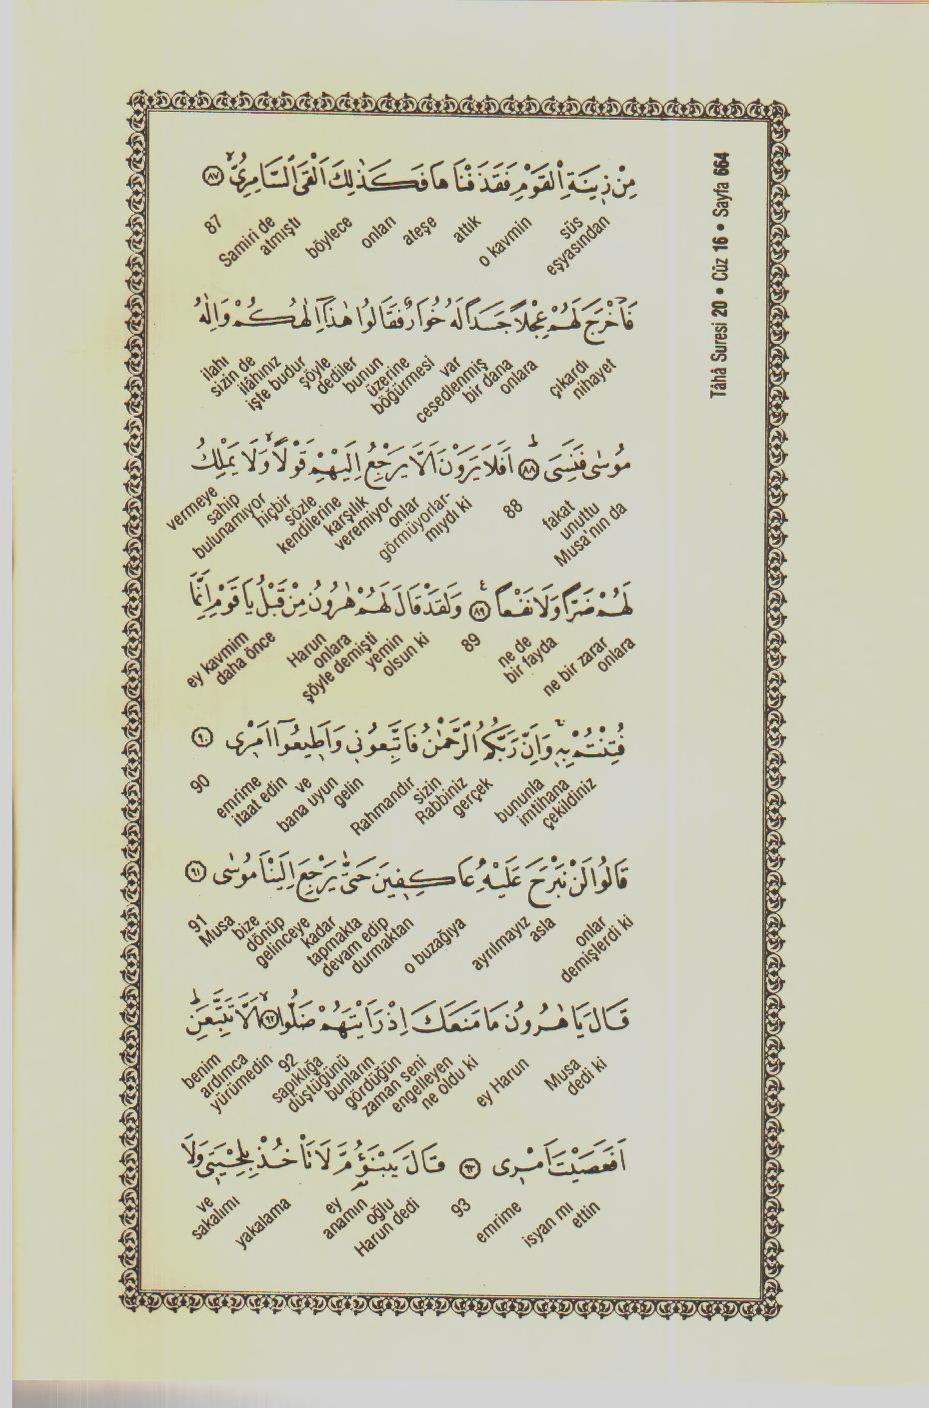 Tâhâ Suresi 20 • Cüz 16 • Sayfa 664
مِنْ زِينَةِ الْقَوْمِ فَقَذَفْنَاهَا فَكَذٰلِكَ اَلْقَى السَّامِرِيُّۙ ﴿٨٧﴾
süs eşyasından o kavmin attık ateşe onları böylece Samiri de atmıştı 87
فَاَخْرَجَ لَهُمْ عِجْلًا جَسَدًا لَهُ خُوَارٌ فَقَالُوا هٰذَٓا اِلٰهُكُمْ وَاِلٰهُ
nihayet çıkardı onlara bir dana cesedlenmiş var böğürmesi üzerine bunun dediler şöyle işte budur ilâhınız sizin de ilahı
مُوسٰى فَنَسِيَۜ ﴿٨٨﴾ اَفَلَا يَرَوْنَ اَلَّا يَرْجِعُ اِلَيْهِمْ قَوْلًاۙ وَلَا يَمْلِكُ
Musa'nın da unuttu fakat 88 görmüyorlar- mıydı ki onlar veremiyor karşılık kendilerine sözle hiçbir bulunamıyor sahip vermeye
لَهُمْ ضَرًّا وَلَا نَفْعًا۟ ﴿٨٩﴾ وَلَقَدْ قَالَ لَهُمْ هٰرُونُ مِنْ قَبْلُ يَا قَوْمِ اِنَّمَا
onlara ne bir zarar ne de bir fayda 89 yemin olsun ki şöyle demişti onlara Harun daha önce ey kavmim
فُتِنْتُمْ بِهٖۚ وَاِنَّ رَبَّكُمُ الرَّحْمٰنُ فَاتَّبِعُونٖي وَاَطٖيعُٓوا اَمْرٖي ﴿٩٠﴾
çekildiniz imtihana bununla gerçek Rabbiniz sizin Rahmandır gelin bana uyun ve itaat edin emrime 90
قَالُوا لَنْ نَبْرَحَ عَلَيْهِ عَاكِفٖينَ حَتّٰى يَرْجِعَ اِلَيْنَا مُوسٰى ﴿٩١﴾
onlar demişlerdi ki asla ayrılmayız o buzağıya durmaktan devam edip tapmakta kadar gelinceye dönüp bize Musa 91
قَالَ يَا هٰرُونُ مَا مَنَعَكَ اِذْ رَاَيْتَهُمْ ضَلُّواۙ ﴿٩٢﴾ اَلَّا تَتَّبِعَنِۜ
Musa dedi ki ey Harun ne oldu ki engelleyen zaman seni gördüğün bunların düştüğünü sapıklığa 92 yürümedin ardımca benim
اَفَعَصَيْتَ اَمْرٖي ﴿٩٣﴾ قَالَ يَبْنَؤُمَّ لَا تَأْخُذْ بِلِحْيَتٖي وَلَا
ettin isyan mı emrime 93 Harun dedi oğlu anamın ey yakalama sakalımı ve